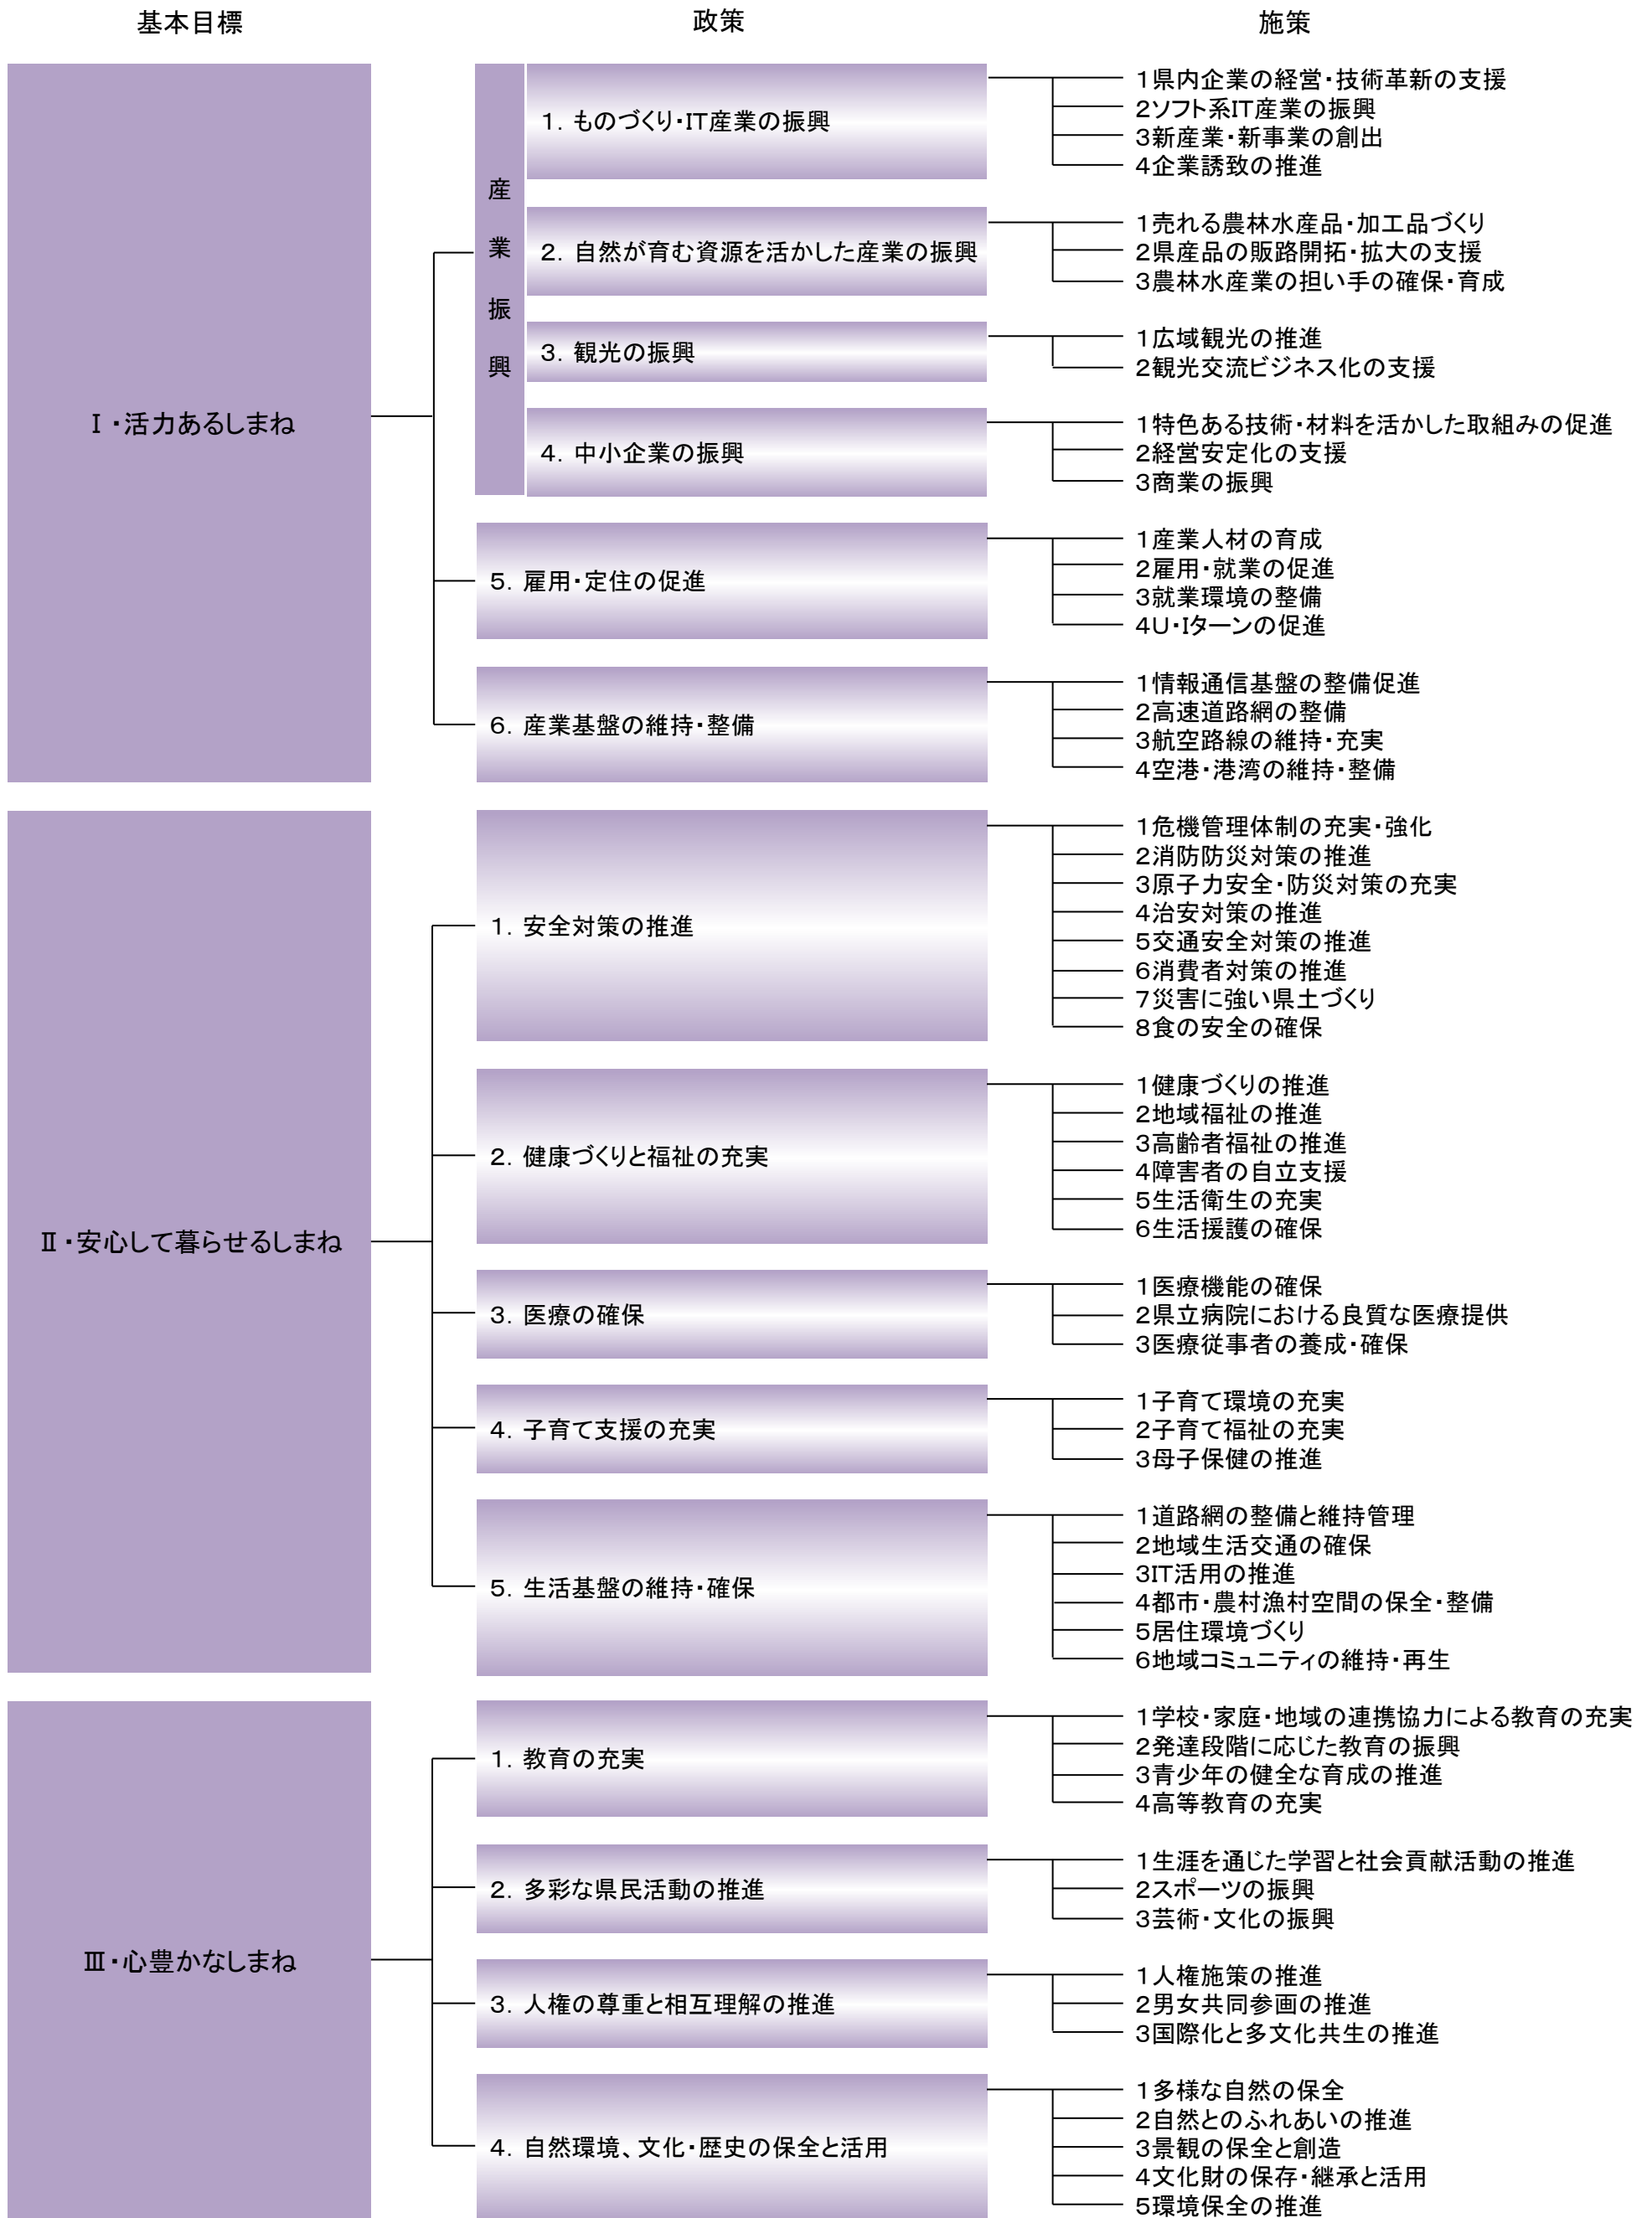 基本目標
政策
施策
Ⅰ・活力あるしまね
産業振興
1．ものづくり・IT産業の振興
1県内企業の経営・技術革新の支援
2ソフト系IT産業の振興
3新産業・新事業の創出
4企業誘致の推進
2．自然が育む資源を活かした産業の振興
1売れる農林水産品・加工品づくり
2県産品の販路開拓・拡大の支援
3農林水産業の担い手の確保・育成
3．観光の振興
1広域観光の推進
2観光交流ビジネス化の支援
4．中小企業の振興
1特色ある技術・材料を活かした取組みの促進
2経営安定化の支援
3商業の振興
5．雇用・定住の促進
1産業人材の育成
2雇用・就業の促進
3就業環境の整備
4U・Iターンの促進
6．産業基盤の維持・整備
1情報通信基盤の整備促進
2高速道路網の整備
3航空路線の維持・充実
4空港・港湾の維持・整備
Ⅱ・安心して暮らせるしまね
1．安全対策の推進
1危機管理体制の充実・強化
2消防防災対策の推進
3原子力安全・防災対策の充実
4治安対策の推進
5交通安全対策の推進
6消費者対策の推進
7災害に強い県土づくり
8食の安全の確保
2．健康づくりと福祉の充実
1健康づくりの推進
2地域福祉の推進
3高齢者福祉の推進
4障害者の自立支援
5生活衛生の充実
6生活援護の確保
3．医療の確保
1医療機能の確保
2県立病院における良質な医療提供
3医療従事者の養成・確保
4．子育て支援の充実
1子育て環境の充実
2子育て福祉の充実
3母子保健の推進
5．生活基盤の維持・確保
1道路網の整備と維持管理
2地域生活交通の確保
3IT活用の推進
4都市・農村漁村空間の保全・整備
5居住環境づくり
6地域コミュニティの維持・再生
Ⅲ・心豊かなしまね
1．教育の充実
1学校・家庭・地域の連携協力による教育の充実
2発達段階に応じた教育の振興
3青少年の健全な育成の推進
4高等教育の充実
2．多彩な県民活動の推進
1生涯を通じた学習と社会貢献活動の推進
2スポーツの振興
3芸術・文化の振興
3．人権の尊重と相互理解の推進
1人権施策の推進
2男女共同参画の推進
3国際化と多文化共生の推進
4．自然環境、文化・歴史の保全と活用
1多様な自然の保全
2自然とのふれあいの推進
3景観の保全と創造
4文化財の保存・継承と活用
5環境保全の推進